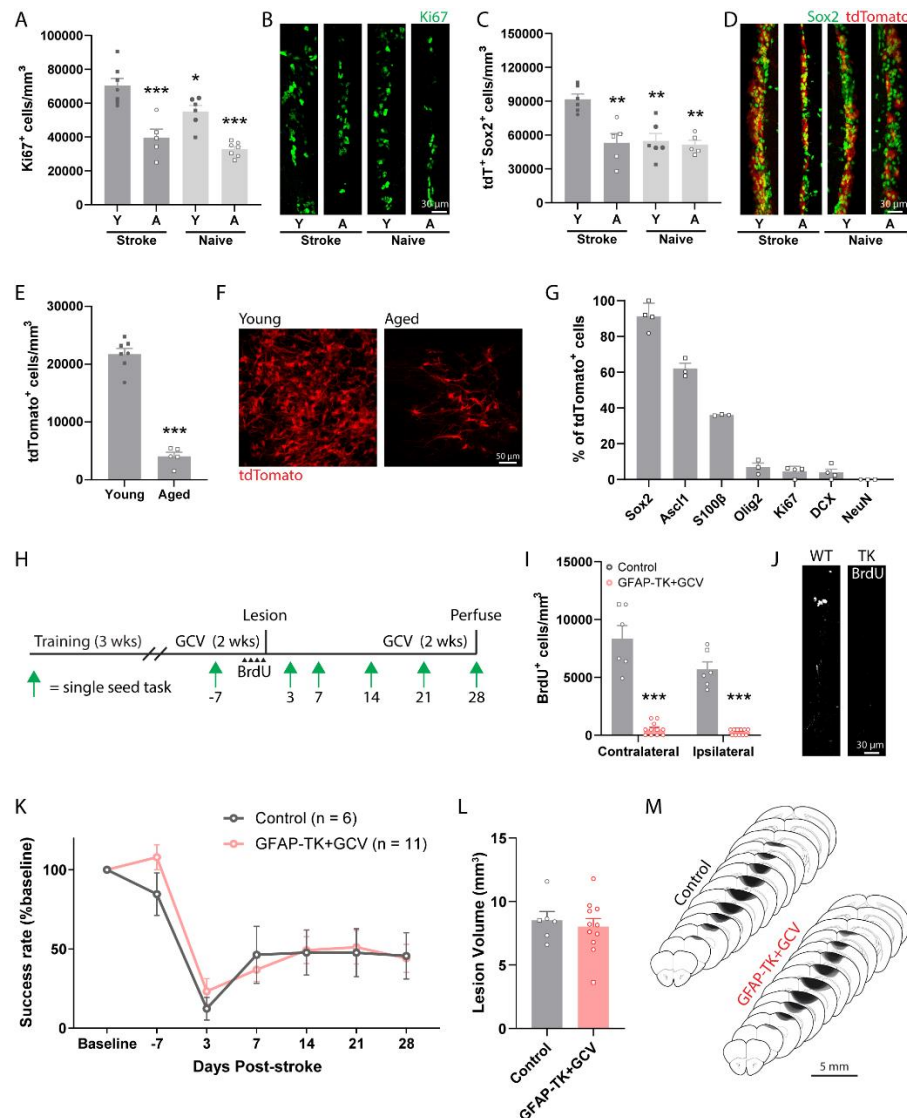 A
Ki67⁺ cells/mm³
100000
80000
60000
40000
20000
0
***
*
***
Y A Y A
Stroke Naive
B
Ki67
30 µm
Y A Y A
Stroke Naive
C
tdT⁺ Sox2⁺ cells/mm³
150000
120000
90000
60000
30000
0
** ** **
Y A Y A
Stroke Naive
D
Sox2 tdTomato
30 µm
Y A Y A
Stroke Naive
E
tdTomato⁺ cells/mm³
30000
20000
10000
0
***
Young Aged
F
Young Aged
50 µm
tdTomato
G
% of tdTomato⁺ cells
100
80
60
40
20
0
Sox2 Ascl1 S100β Olig2 Ki67 DCX NeuN
H
Lesion Perfuse
Training (3 wks) GCV (2 wks) GCV (2 wks)
BrdU
= single seed task
-7 3 7 14 21 28
I
Control
GFAP-TK+GCV
BrdU⁺ cells/mm³
15000
10000
5000
0
*** ***
Contralateral Ipsilateral
J
WT TK
BrdU
30 µm
K
Control (n = 6)
GFAP-TK+GCV (n = 11)
Success rate (%baseline)
100
50
0
Baseline -7 3 7 14 21 28
Days Post-stroke
L
Lesion Volume (mm³)
15
10
5
0
Control
GFAP-TK+GCV
M
Control
GFAP-TK+GCV
5 mm